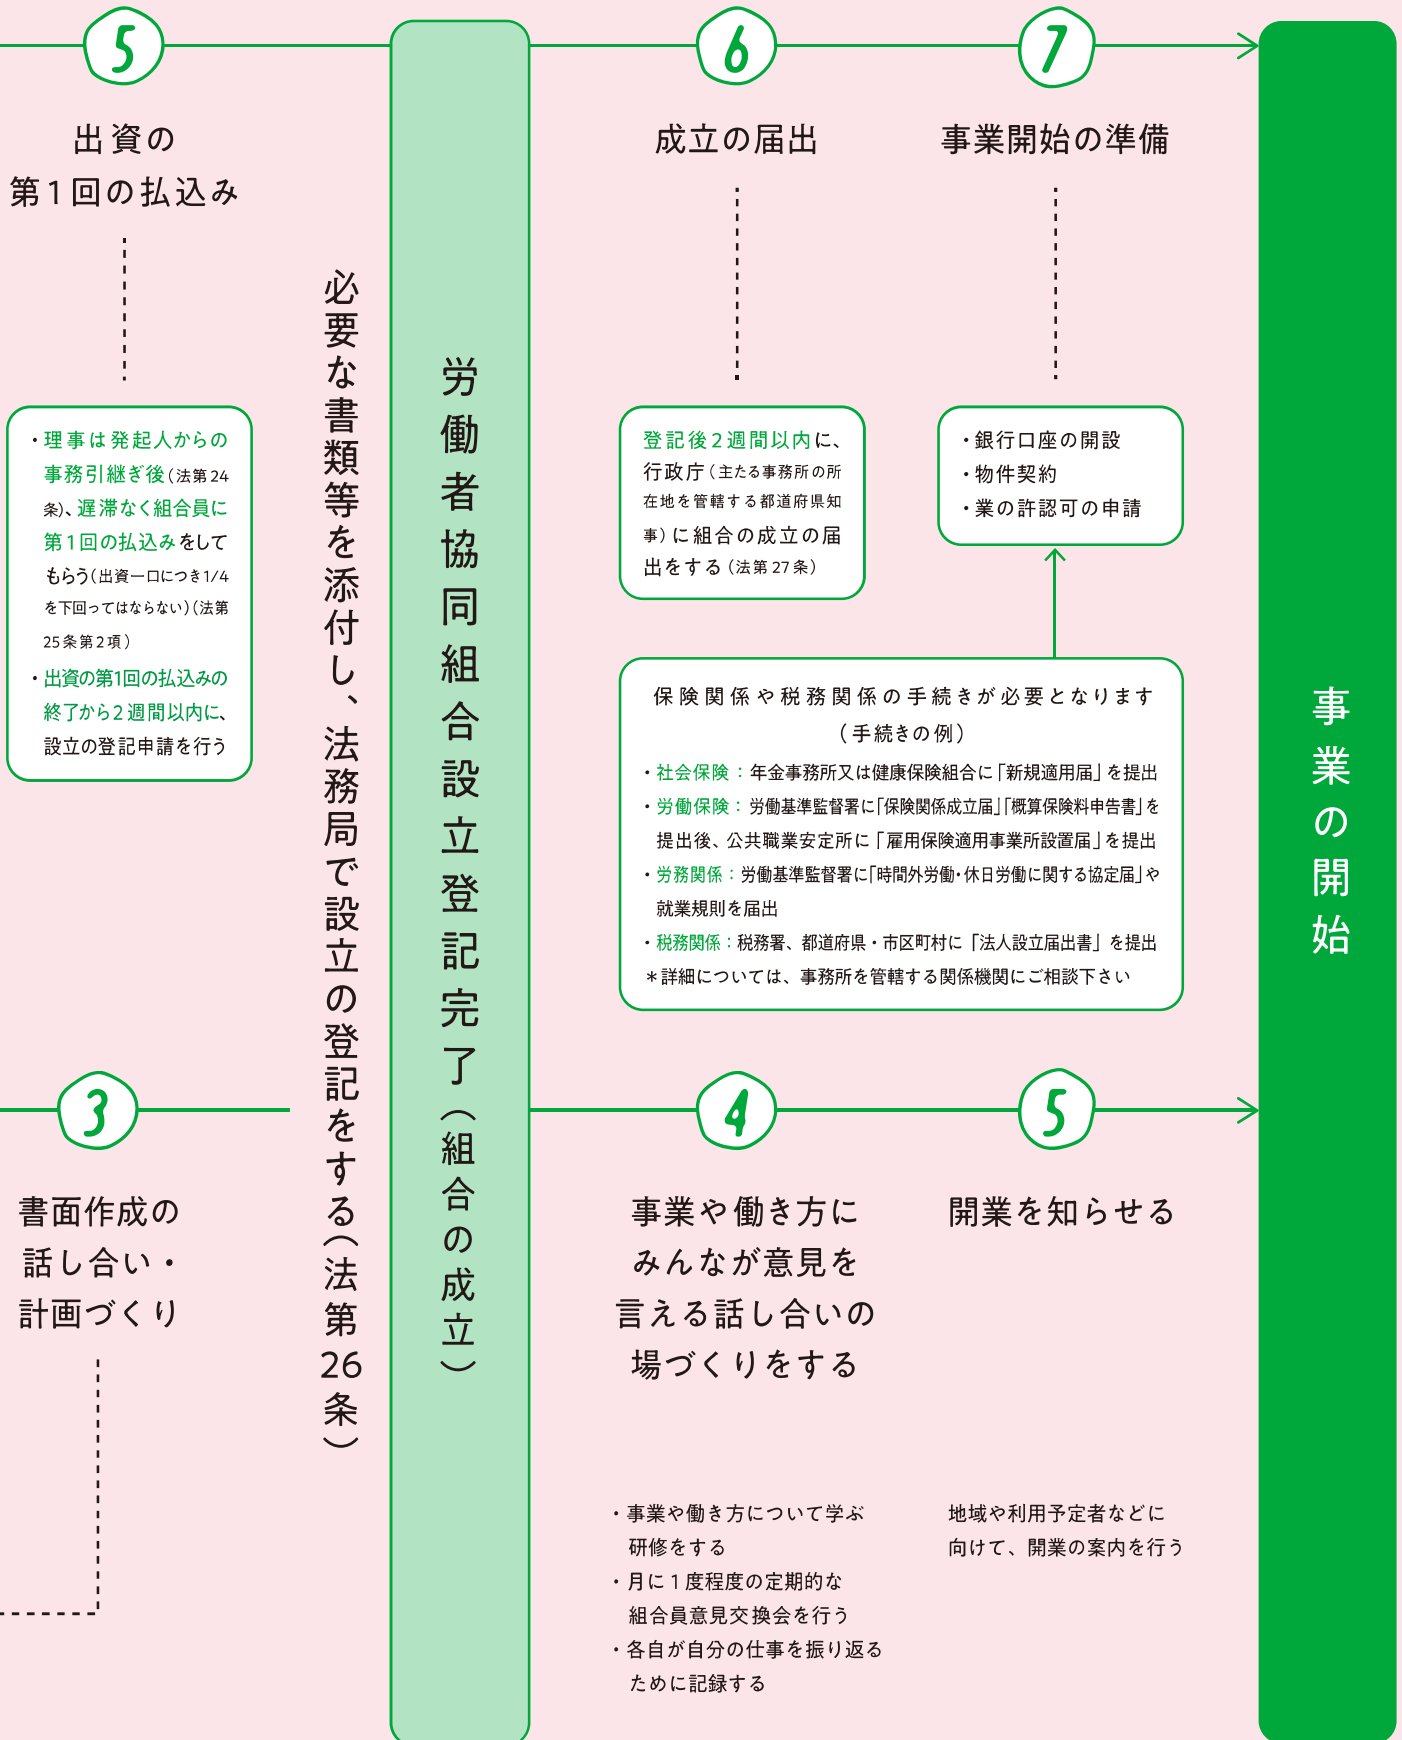 5
出資の
第1回の払込み
・理事は発起人からの
事務引継ぎ後（法第24
条）、遅滞なく組合員に
第1回の払込みをして
もらう（出資一口につき1/4
を下回ってはならない）（法第
25条第2項）
・出資の第1回の払込みの
終了から2週間以内に、
設立の登記申請を行う
必要な書類等を添付し、法務局で設立の登記をする（法第26条）
労働者協同組合設立登記完了（組合の成立）
6
成立の届出
登記後2週間以内に、
行政庁（主たる事務所の所
在地を管轄する都道府県知
事）に組合の成立の届
出をする（法第27条）
7
事業開始の準備
・銀行口座の開設
・物件契約
・業の許認可の申請
保険関係や税務関係の手続きが必要となります
（手続きの例）
・社会保険：年金事務所又は健康保険組合に「新規適用届」を提出
・労働保険：労働基準監督署に「保険関係成立届」「概算保険料申告書」を
提出後、公共職業安定所に「雇用保険適用事業所設置届」を提出
・労務関係：労働基準監督署に「時間外労働・休日労働に関する協定届」や
就業規則を届出
・税務関係：税務署、都道府県・市区町村に「法人設立届出書」を提出
＊詳細については、事務所を管轄する関係機関にご相談下さい
事業の開始
3
書面作成の
話し合い・
計画づくり
4
事業や働き方に
みんなが意見を
言える話し合いの
場づくりをする
・事業や働き方について学ぶ
研修をする
・月に1度程度の定期的な
組合員意見交換会を行う
・各自が自分の仕事を振り返る
ために記録する
5
開業を知らせる
地域や利用予定者などに
向けて、開業の案内を行う